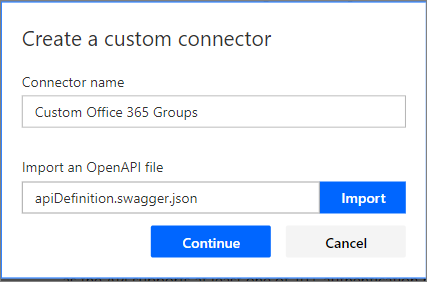 Create a custom connector
Connector name
Custom Office 365 Groups
Import an OpenAPI file
apiDefinition.swagger.json
Import
Continue
Cancel